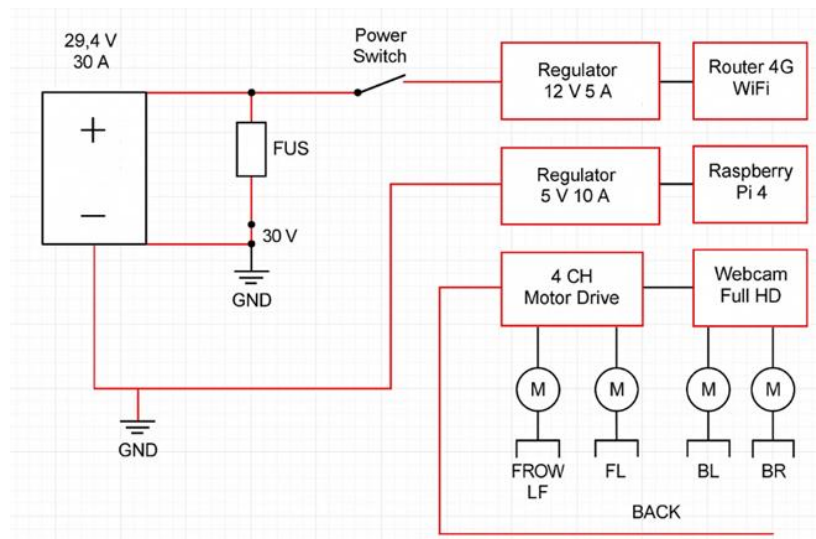 29,4 V
30 A
+
−
FUS
30 V
GND
GND
Power
Switch
Regulator
12 V 5 A
Router 4G
WiFi
Regulator
5 V 10 A
Raspberry
Pi 4
4 CH
Motor Drive
Webcam
Full HD
M
M
M
M
FROW
LF
FL
BL
BR
BACK